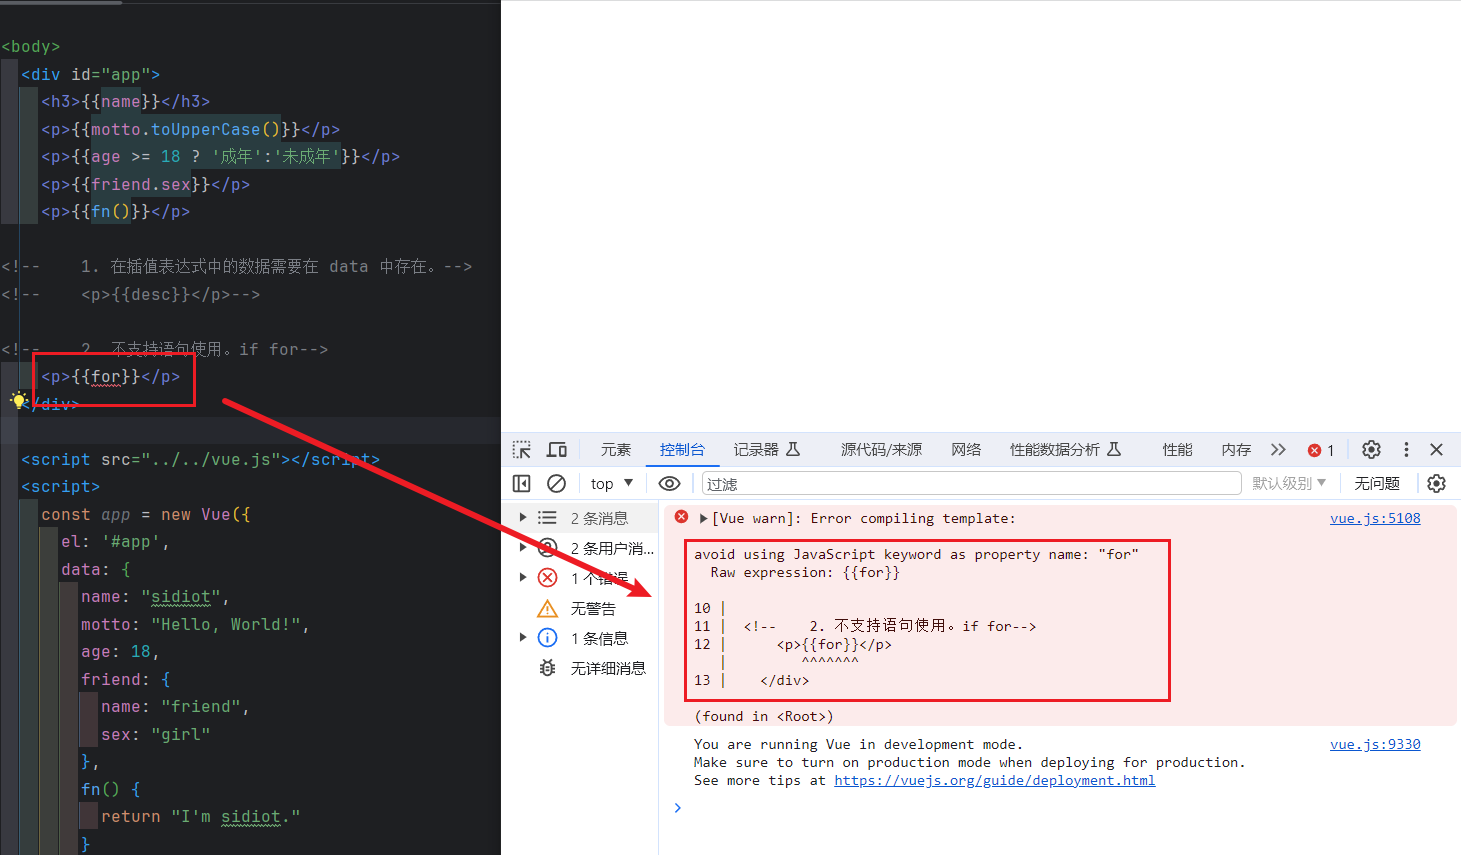 <body>
<div id="app">
<h3>{{name}}</h3>
<p>{{motto.toUpperCase()}}</p>
<p>{{age >= 18 ? '成年':'未成年'}}</p>
<p>{{friend.sex}}</p>
<p>{{fn()}}</p>
<!-- 1. 在插值表达式中的数据需要在 data 中存在。-->
<!-- <p>{{desc}}</p>-->
<!-- 2. 不支持语句使用。if for-->
<p>{{for}}</p>
</div>
<script src="../../vue.js"></script>
<script>
const app = new Vue({
el: '#app',
data: {
name: "sidiot",
motto: "Hello, World!",
age: 18,
friend: {
name: "friend",
sex: "girl"
},
fn() {
return "I'm sidiot."
}
元素 控制台 记录器 源代码/来源 网络 性能数据分析 性能 内存 1
top 过滤 默认级别 无问题
2 条消息
2 条用户消...
1 个错误
无警告
1 条信息
无详细消息
[Vue warn]: Error compiling template: vue.js:5108
avoid using JavaScript keyword as property name: "for"
Raw expression: {{for}}
10 |
11 | <!-- 2. 不支持语句使用。if for-->
12 | <p>{{for}}</p>
| ^^^^^^^
13 | </div>
(found in <Root>)
You are running Vue in development mode. vue.js:9330
Make sure to turn on production mode when deploying for production.
See more tips at https://vuejs.org/guide/deployment.html